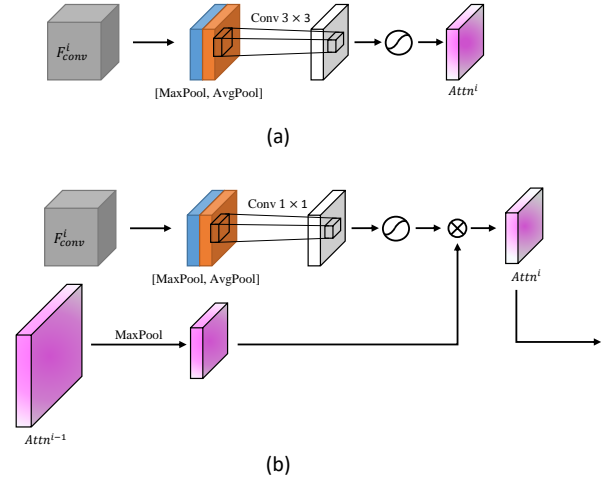 Conv 3 × 3
F^i_conv
[MaxPool, AvgPool]
Attn^i
(a)
Conv 1 × 1
F^i_conv
[MaxPool, AvgPool]
Attn^i
MaxPool
Attn^{i−1}
(b)